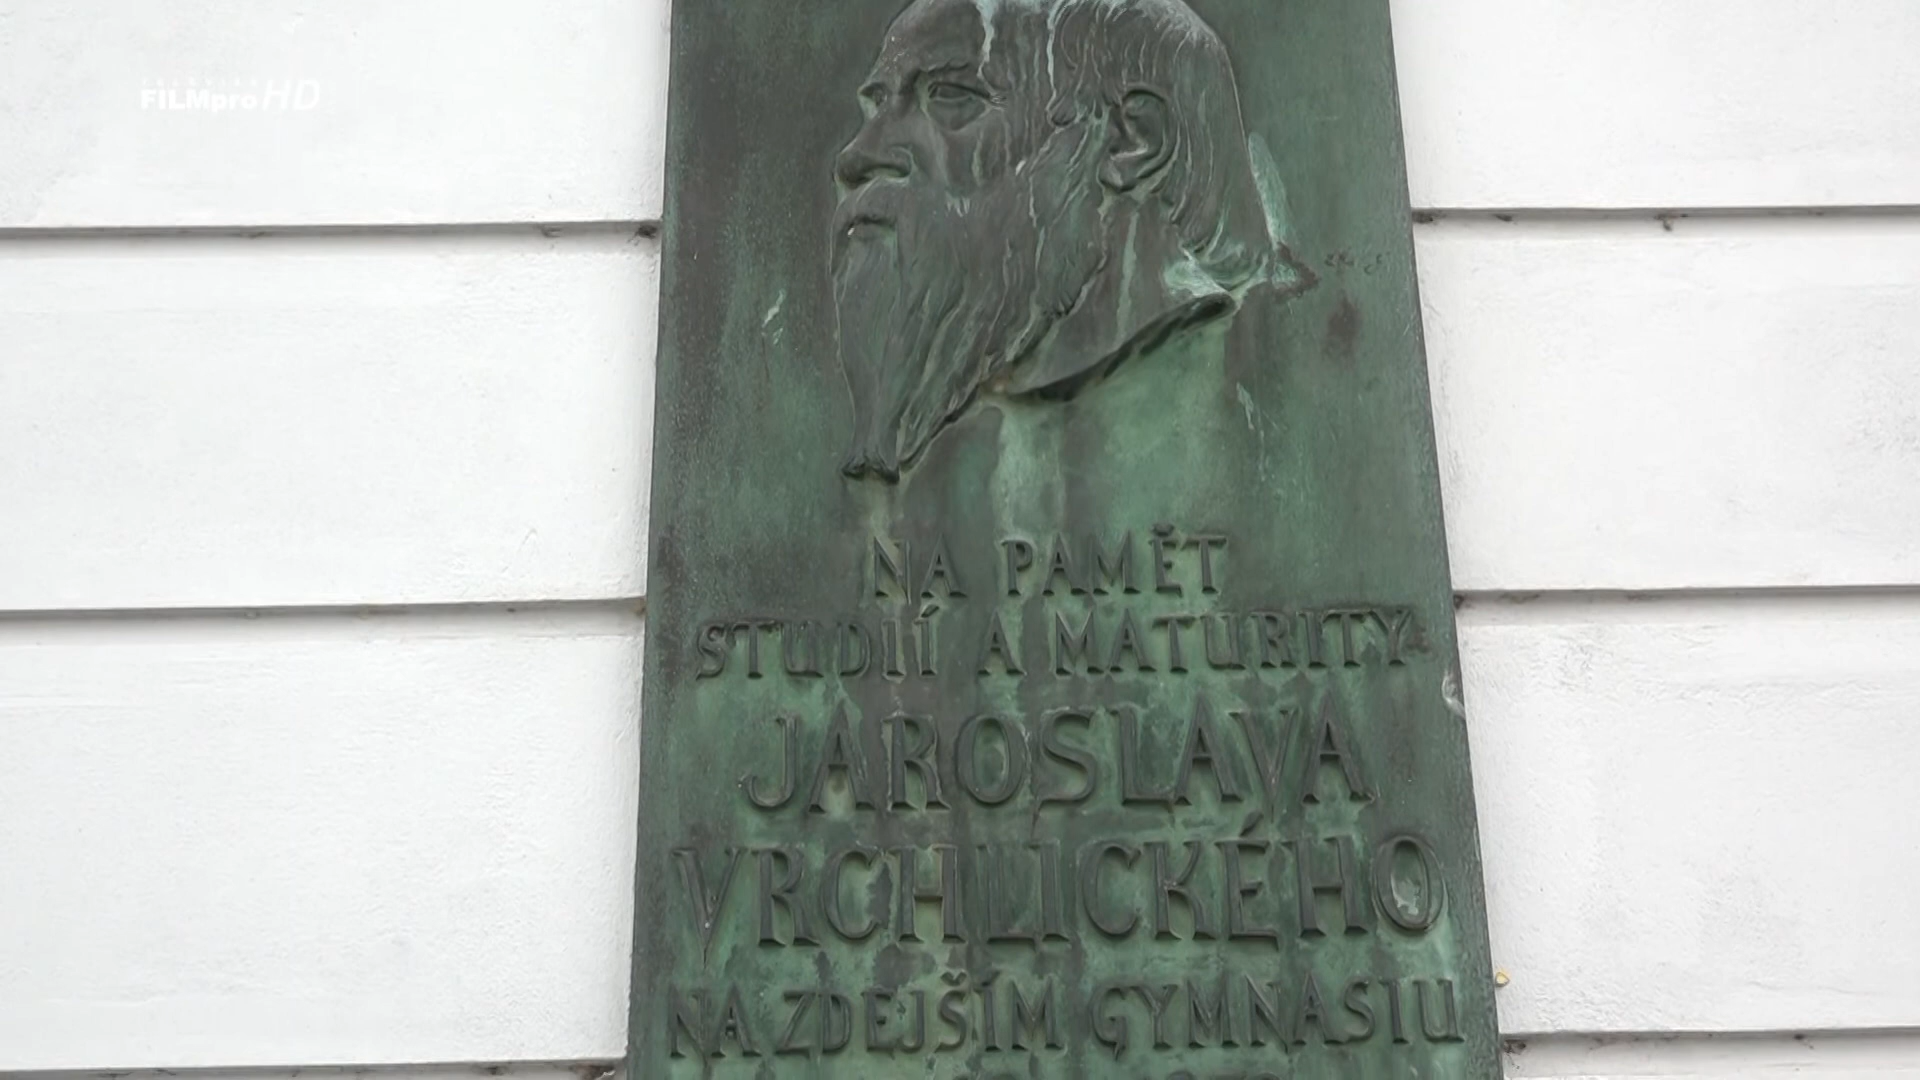 FILMpro HD
NA PAMĚT
STUDIÍ A MATURITY
JAROSLAVA
VRCHLICKÉHO
NA ZDEJŠÍM GYMNASIU